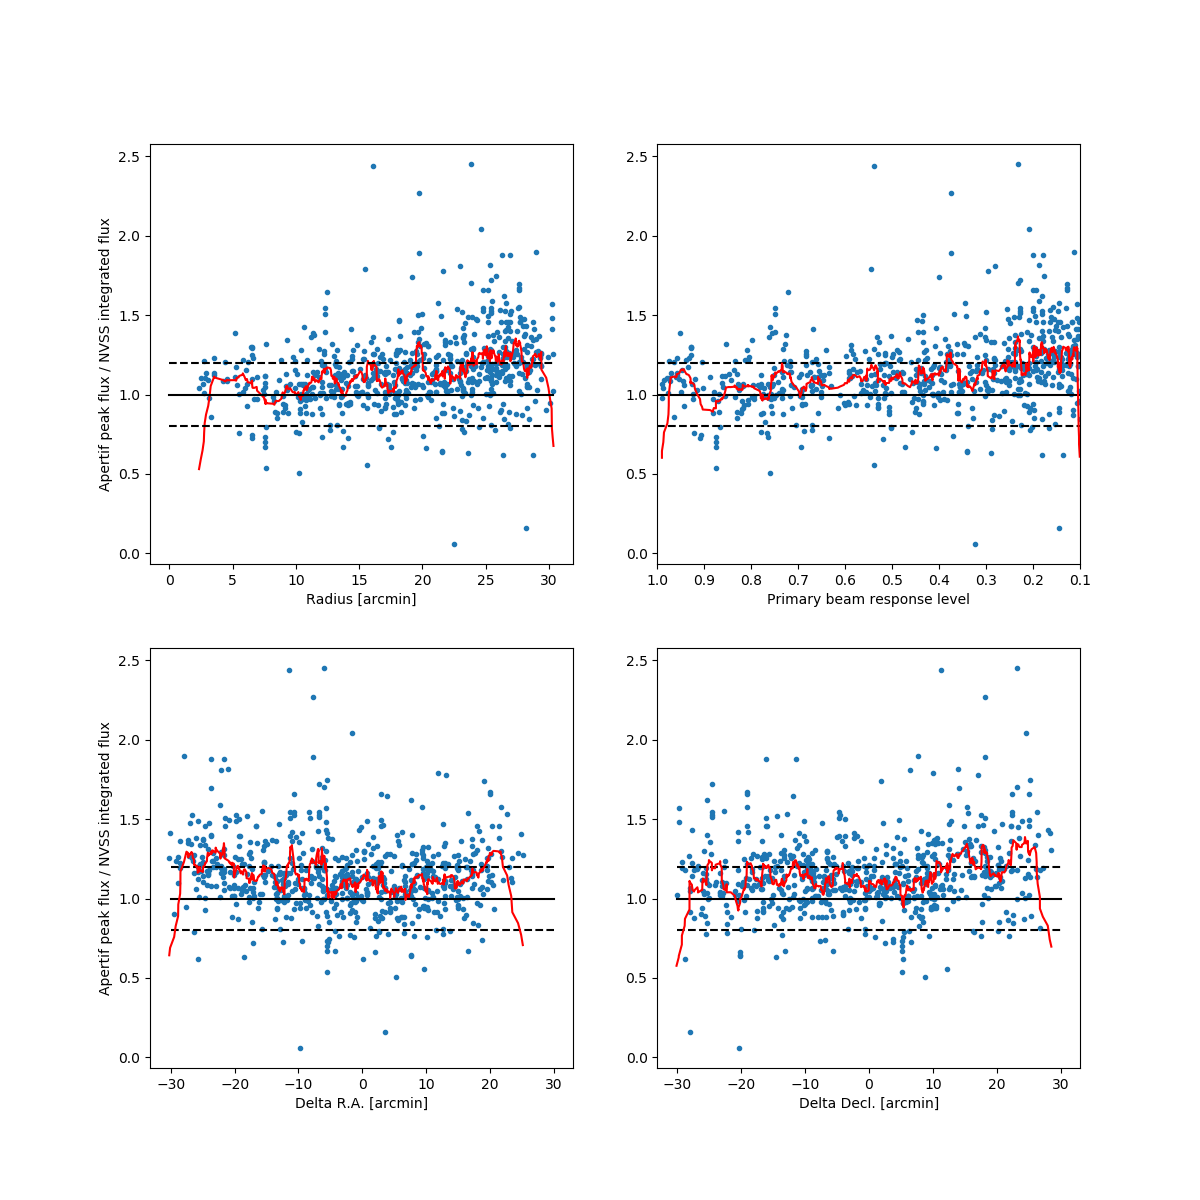 Apertif peak flux / NVSS integrated flux
2.5
2.0
1.5
1.0
0.5
0.0
0 5 10 15 20 25 30
Radius [arcmin]
2.5
2.0
1.5
1.0
0.5
0.0
1.0 0.9 0.8 0.7 0.6 0.5 0.4 0.3 0.2 0.1
Primary beam response level
Apertif peak flux / NVSS integrated flux
2.5
2.0
1.5
1.0
0.5
0.0
−30 −20 −10 0 10 20 30
Delta R.A. [arcmin]
2.5
2.0
1.5
1.0
0.5
0.0
−30 −20 −10 0 10 20 30
Delta Decl. [arcmin]